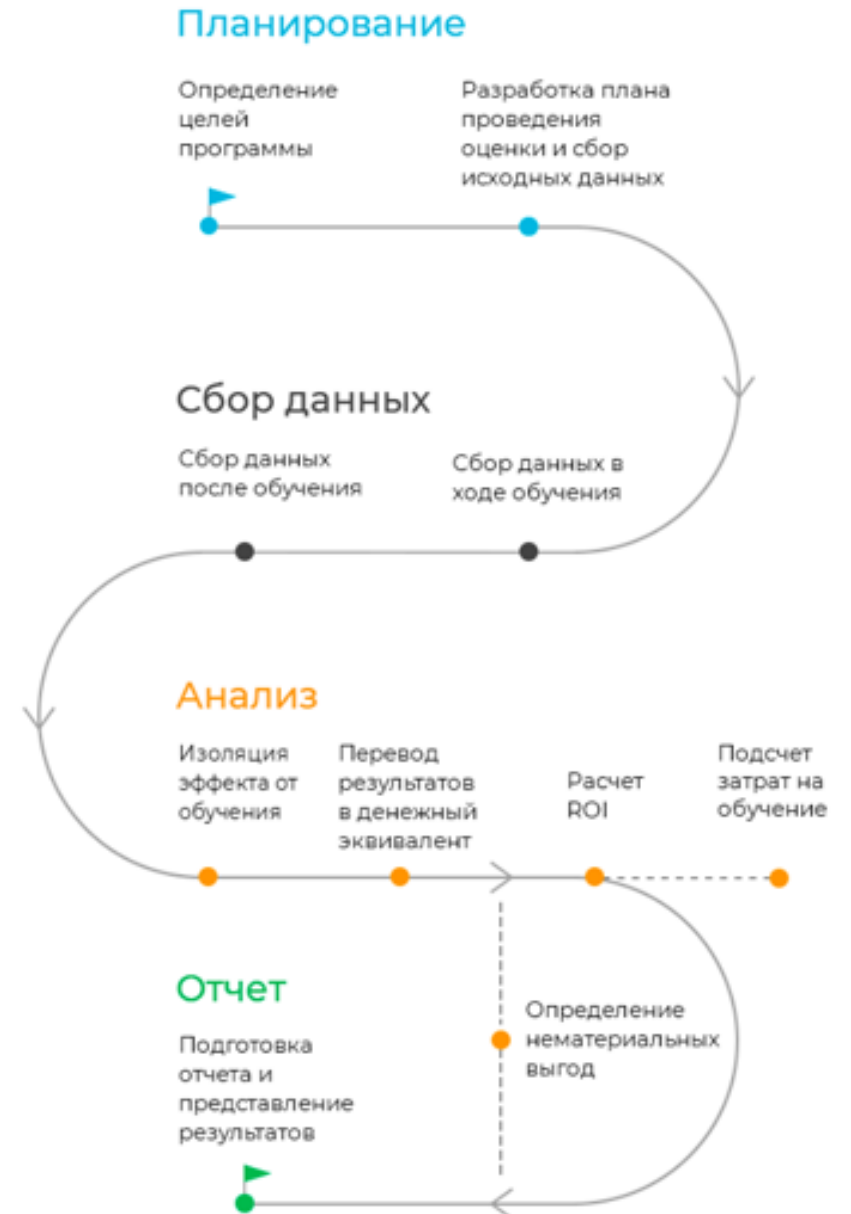 Планирование
Определение
целей
программы
Разработка плана
проведения
оценки и сбор
исходных данных
Сбор данных
Сбор данных
после обучения
Сбор данных в
ходе обучения
Анализ
Изоляция
эффекта от
обучения
Перевод
результатов
в денежный
эквивалент
Расчет
ROI
Подсчет
затрат на
обучение
Отчет
Подготовка
отчета и
представление
результатов
Определение
нематериальных
выгод